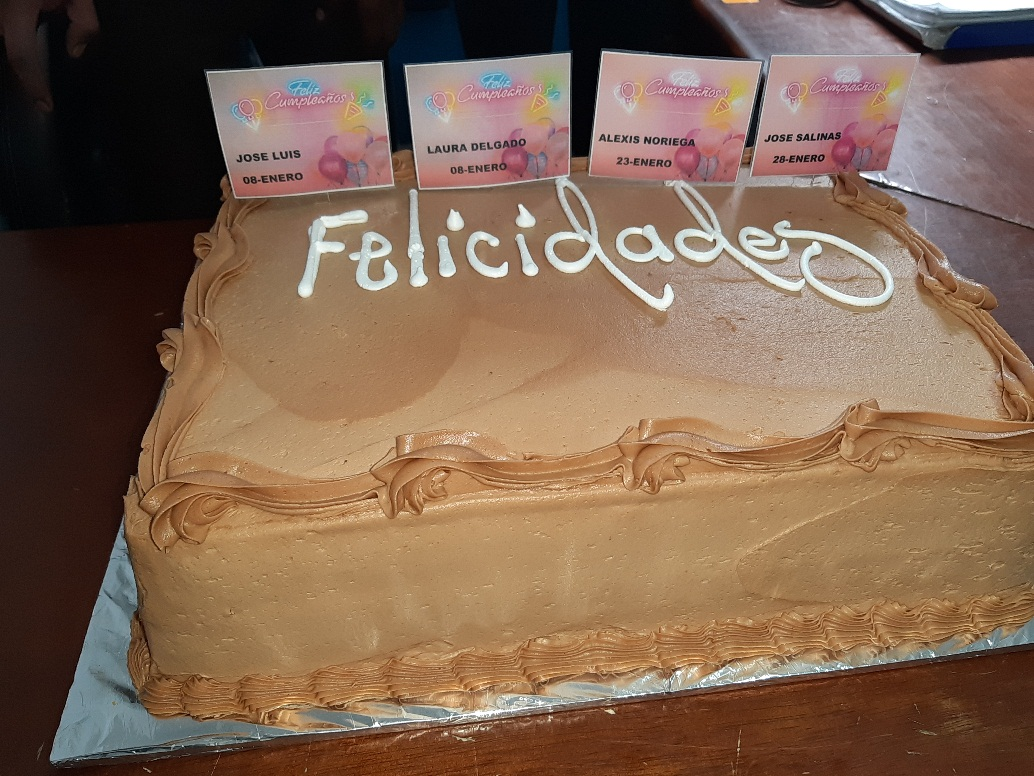 Feliz
Cumpleaños
JOSE LUIS
08-ENERO
Feliz
Cumpleaños
LAURA DELGADO
08-ENERO
Feliz
Cumpleaños
ALEXIS NORIEGA
23-ENERO
Feliz
Cumpleaños
JOSE SALINAS
28-ENERO
Felicidades